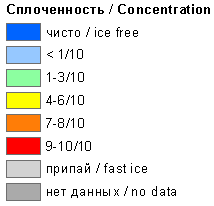 Сплоченность / Concentration
чисто / ice free
< 1/10
1-3/10
4-6/10
7-8/10
9-10/10
припай / fast ice
нет данных / no data